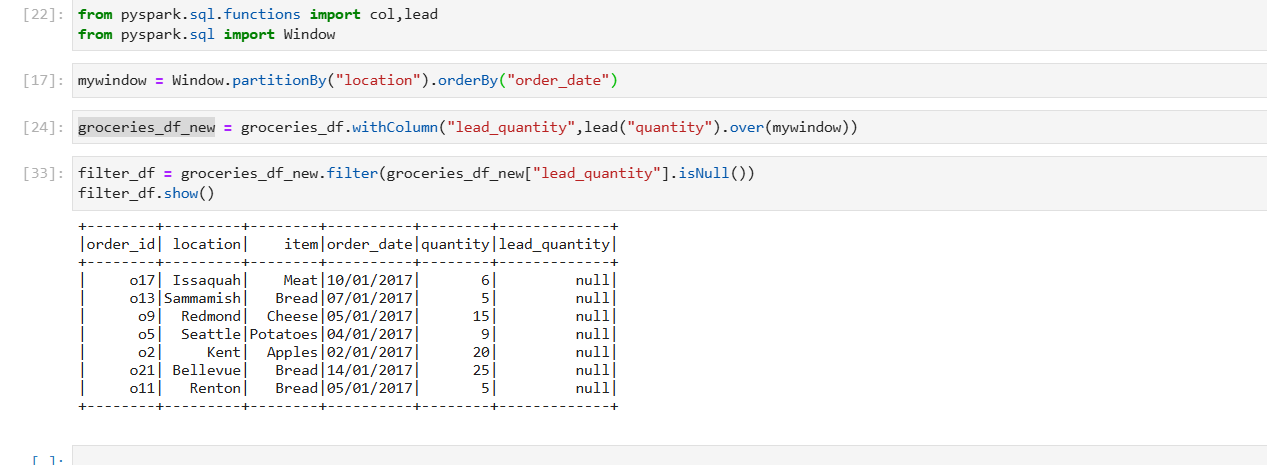 [22]: from pyspark.sql.functions import col,lead
from pyspark.sql import Window
[17]: mywindow = Window.partitionBy("location").orderBy("order_date")
[24]: groceries_df_new = groceries_df.withColumn("lead_quantity",lead("quantity").over(mywindow))
[33]: filter_df = groceries_df_new.filter(groceries_df_new["lead_quantity"].isNull())
filter_df.show()
+--------+---------+--------+----------+--------+-------------+
|order_id| location|    item|order_date|quantity|lead_quantity|
+--------+---------+--------+----------+--------+-------------+
|     o17| Issaquah|    Meat|10/01/2017|       6|         null|
|     o13|Sammamish|   Bread|07/01/2017|       5|         null|
|      o9|  Redmond|  Cheese|05/01/2017|      15|         null|
|      o5|  Seattle|Potatoes|04/01/2017|       9|         null|
|      o2|     Kent|  Apples|02/01/2017|      20|         null|
|     o21| Bellevue|   Bread|14/01/2017|      25|         null|
|     o11|   Renton|   Bread|05/01/2017|       5|         null|
+--------+---------+--------+----------+--------+-------------+
[ ]: